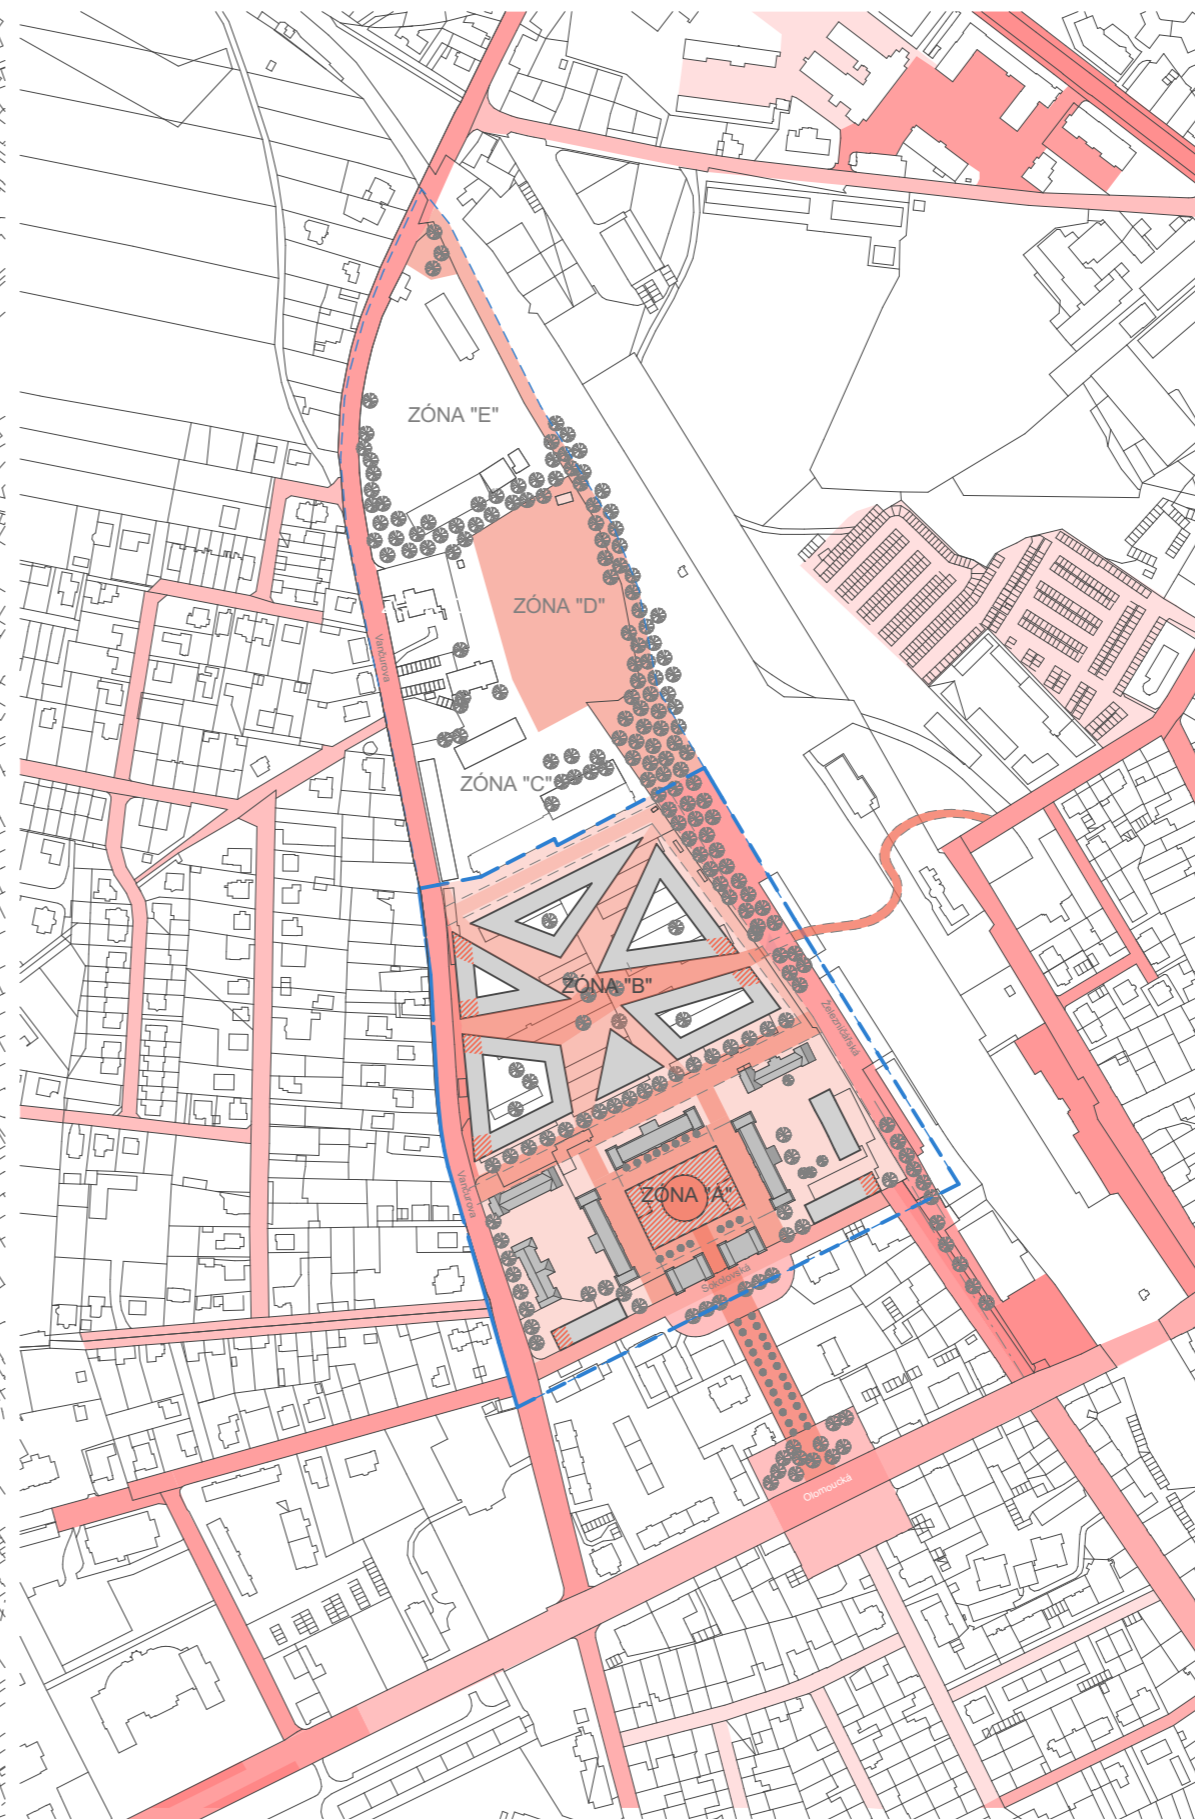 ZÓNA "E"
ZÓNA "D"
Vančurova
ZÓNA "C"
ZÓNA "B"
Železničářská
Vančurova
ZÓNA "A"
Sokolovská
Olomoucká